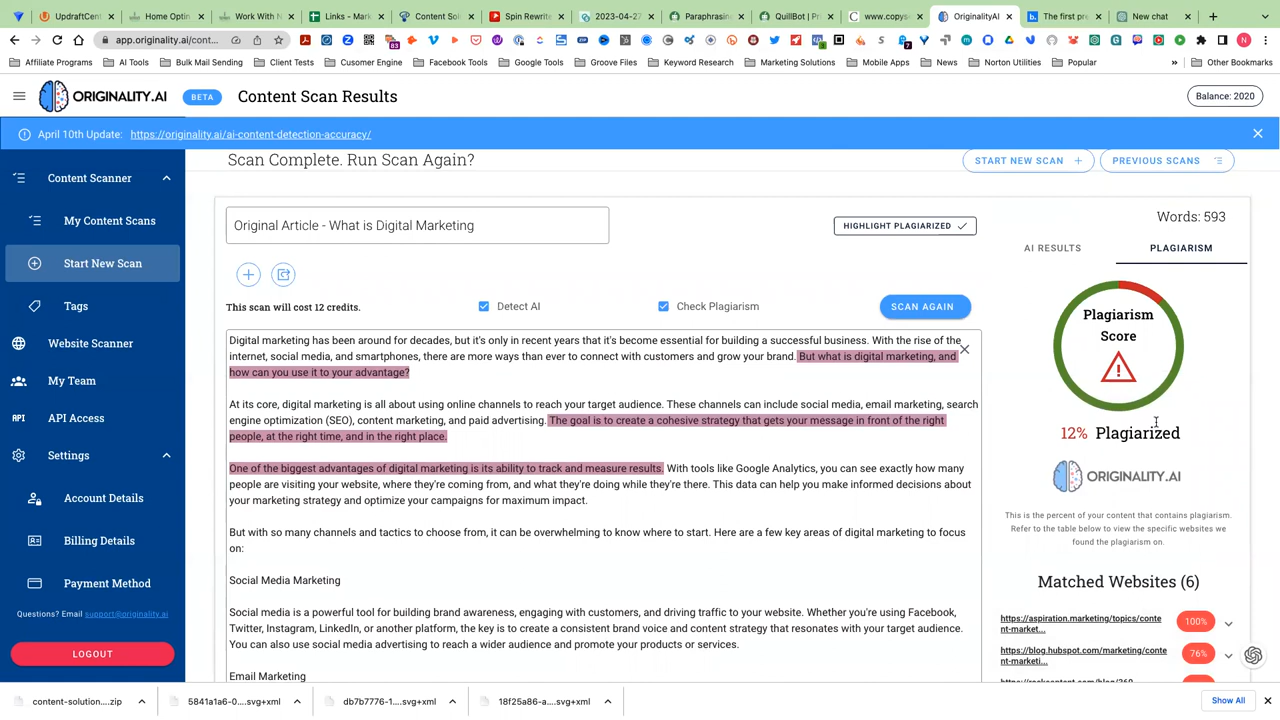 UpdraftCent
Home Optin
Work With N
Links - Mark
Content Sol
Spin Rewrite
2023-04-27
Paraphrasin
QuillBot | Pri
www.copys
OriginalityAI
The first pre
New chat
app.originality.ai/cont...
Affiliate Programs
AI Tools
Bulk Mail Sending
Client Tests
Cusomer Engine
Facebook Tools
Google Tools
Groove Files
Keyword Research
Marketing Solutions
Mobile Apps
News
Norton Utilities
Popular
»
Other Bookmarks
ORIGINALITY.AI
BETA
Content Scan Results
Balance: 2020
April 10th Update: https://originality.ai/ai-content-detection-accuracy/
Content Scanner
My Content Scans
Start New Scan
Tags
Website Scanner
My Team
API Access
Settings
Account Details
Billing Details
Payment Method
Questions? Email support@originality.ai
LOGOUT
Scan Complete. Run Scan Again?
START NEW SCAN +
PREVIOUS SCANS
Original Article - What is Digital Marketing
HIGHLIGHT PLAGIARIZED
This scan will cost 12 credits.
Detect AI
Check Plagiarism
SCAN AGAIN
Digital marketing has been around for decades, but it's only in recent years that it's become essential for building a successful business. With the rise of the
internet, social media, and smartphones, there are more ways than ever to connect with customers and grow your brand. But what is digital marketing, and
how can you use it to your advantage?
At its core, digital marketing is all about using online channels to reach your target audience. These channels can include social media, email marketing, search
engine optimization (SEO), content marketing, and paid advertising. The goal is to create a cohesive strategy that gets your message in front of the right
people, at the right time, and in the right place.
One of the biggest advantages of digital marketing is its ability to track and measure results. With tools like Google Analytics, you can see exactly how many
people are visiting your website, where they're coming from, and what they're doing while they're there. This data can help you make informed decisions about
your marketing strategy and optimize your campaigns for maximum impact.
But with so many channels and tactics to choose from, it can be overwhelming to know where to start. Here are a few key areas of digital marketing to focus
on:
Social Media Marketing
Social media is a powerful tool for building brand awareness, engaging with customers, and driving traffic to your website. Whether you're using Facebook,
Twitter, Instagram, LinkedIn, or another platform, the key is to create a consistent brand voice and content strategy that resonates with your target audience.
You can also use social media advertising to reach a wider audience and promote your products or services.
Email Marketing
Words: 593
AI RESULTS
PLAGIARISM
Plagiarism
Score
12% Plagiarized
ORIGINALITY.AI
This is the percent of your content that contains plagiarism.
Refer to the table below to view the specific websites we
found the plagiarism on.
Matched Websites (6)
https://aspiration.marketing/topics/conte
nt-market...
100%
https://blog.hubspot.com/marketing/conte
nt-marketi...
76%
content-solution....zip
5841a1a6-0....svg+xml
db7b7776-1....svg+xml
18f25a86-a....svg+xml
Show All